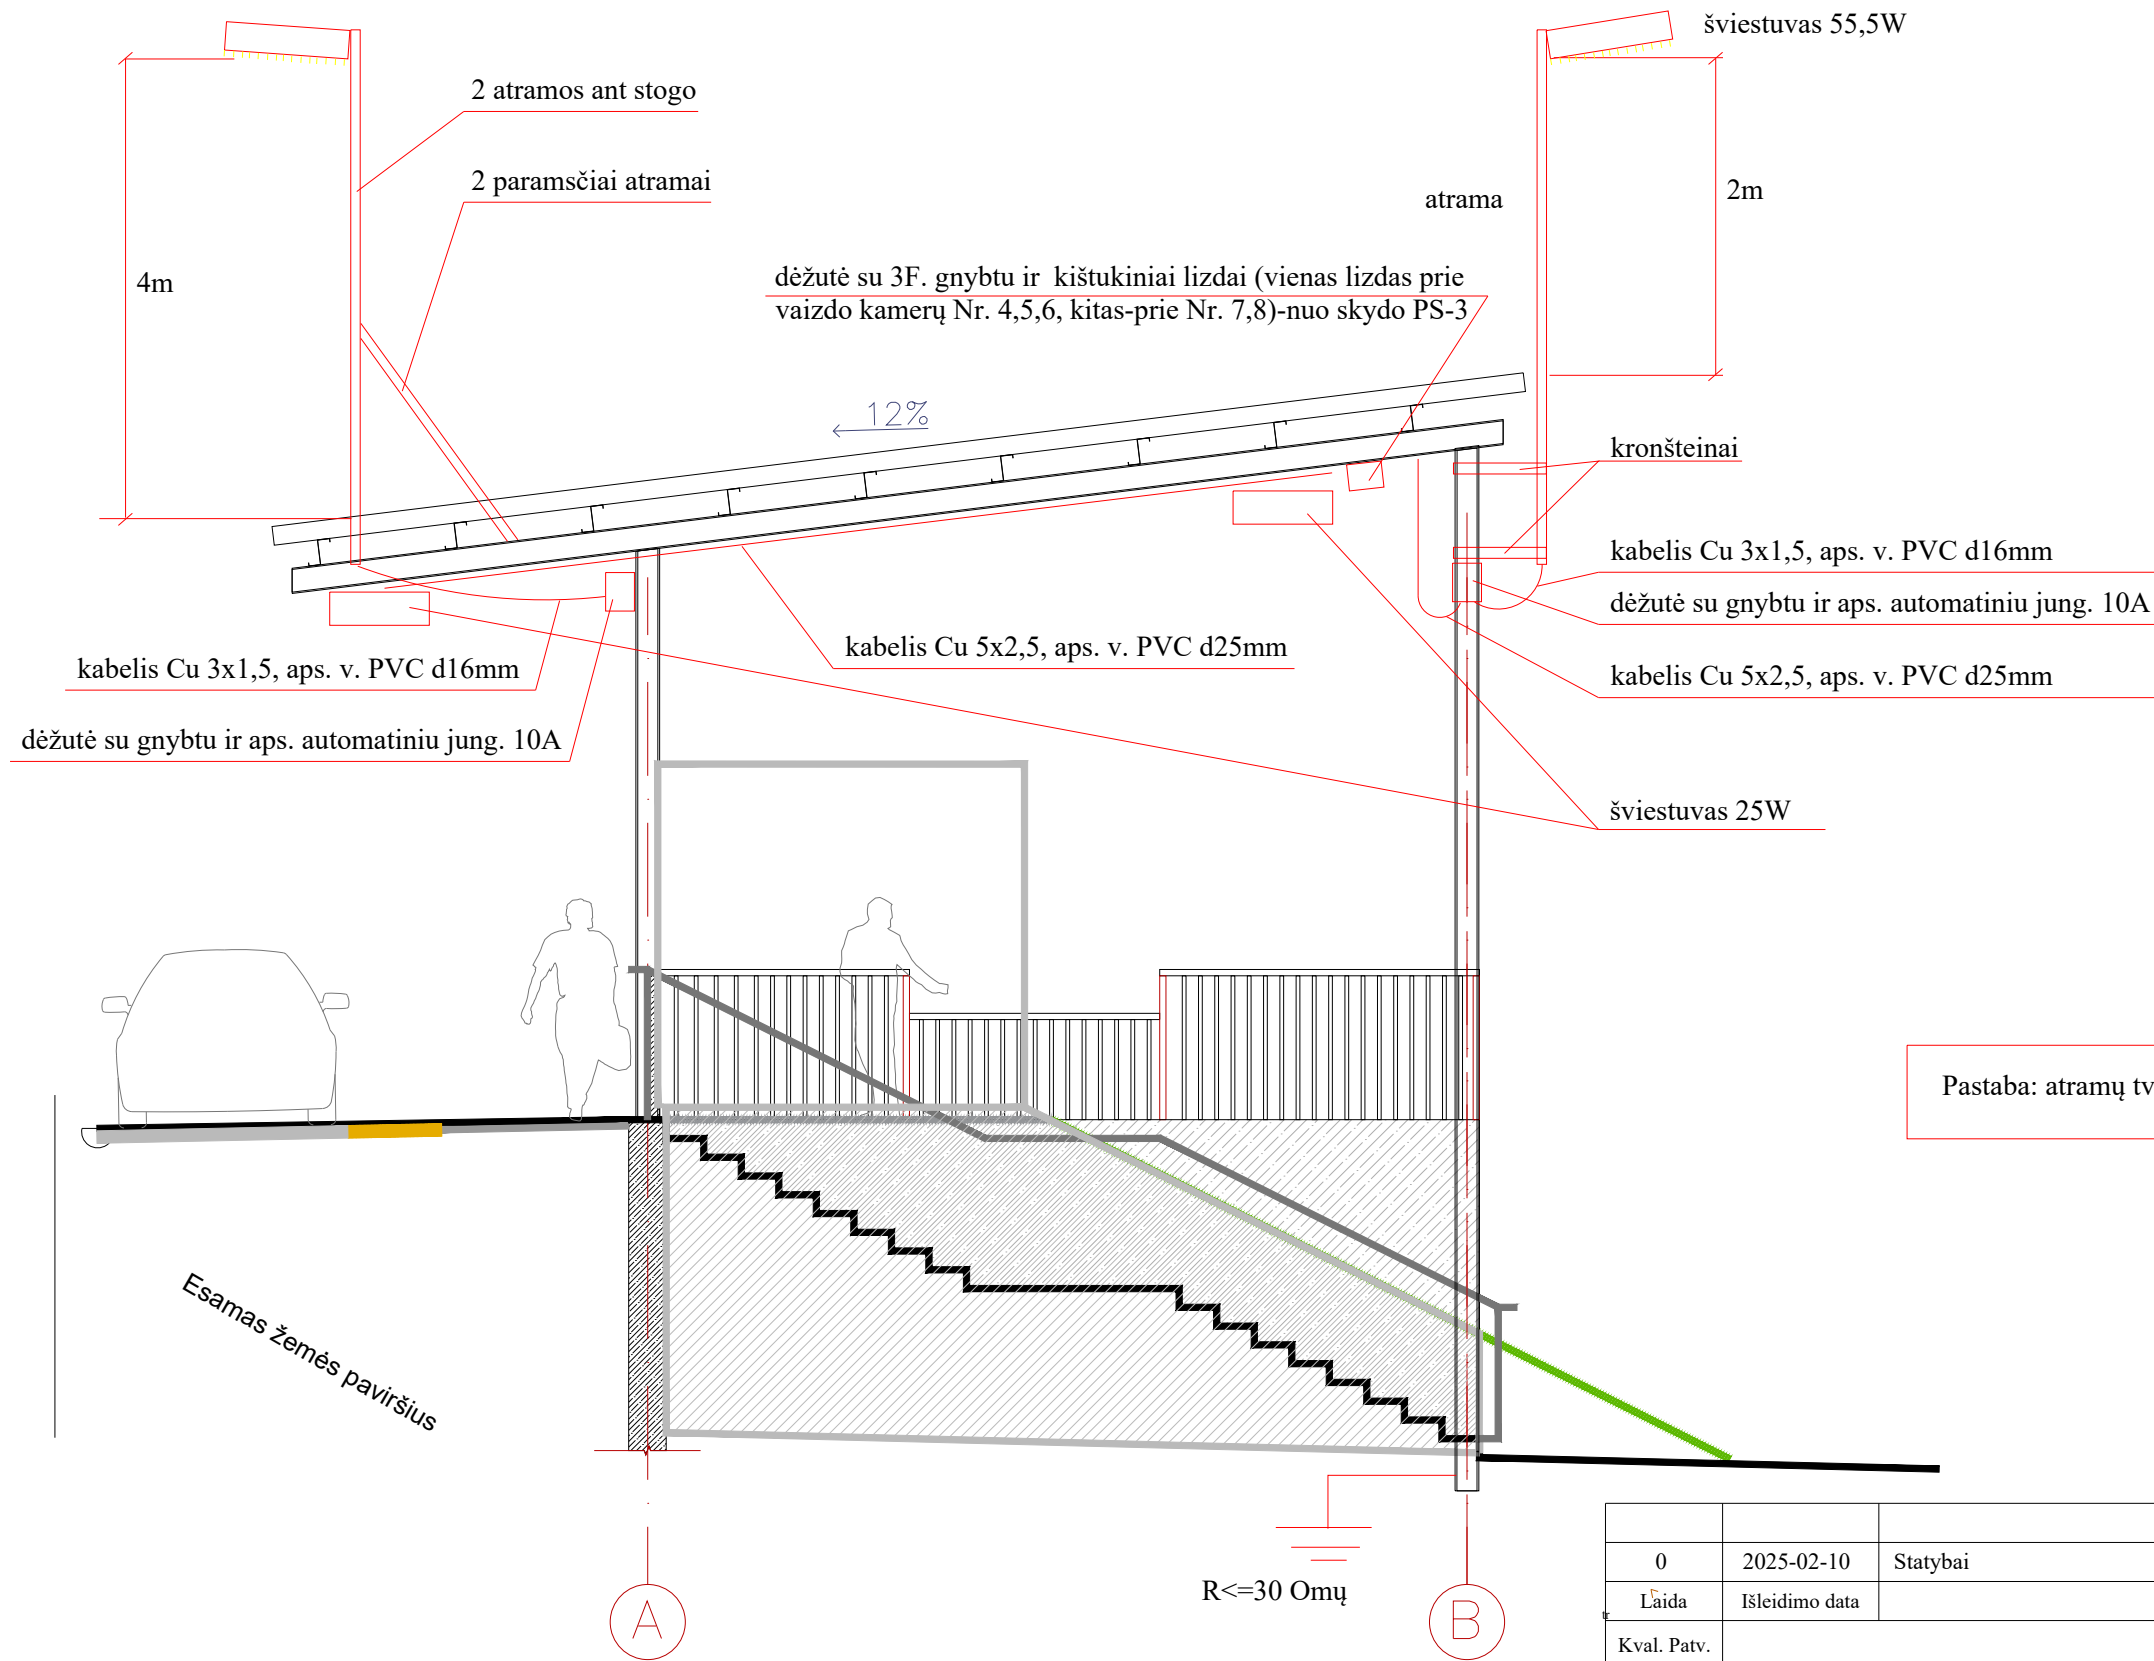 šviestuvas 55,5W
2 atramos ant stogo
2 paramsčiai atramai
atrama
2m
4m
dėžutė su 3F. gnybtu ir kištukiniai lizdai (vienas lizdas prie
vaizdo kamerų Nr. 4,5,6, kitas-prie Nr. 7,8)-nuo skydo PS-3
12%
kronšteinai
kabelis Cu 3x1,5, aps. v. PVC d16mm
dėžutė su gnybtu ir aps. automatiniu jung. 10A
kabelis Cu 5x2,5, aps. v. PVC d25mm
kabelis Cu 5x2,5, aps. v. PVC d25mm
kabelis Cu 3x1,5, aps. v. PVC d16mm
dėžutė su gnybtu ir aps. automatiniu jung. 10A
šviestuvas 25W
Pastaba: atramų tv
Esamas žemės paviršius
R<=30 Omų
A
B
0 2025-02-10 Statybai
Laida Išleidimo data
Kval. Patv.